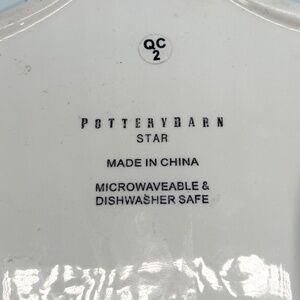 QC
2
POTTERYBARN
STAR
MADE IN CHINA
MICROWAVEABLE &
DISHWASHER SAFE